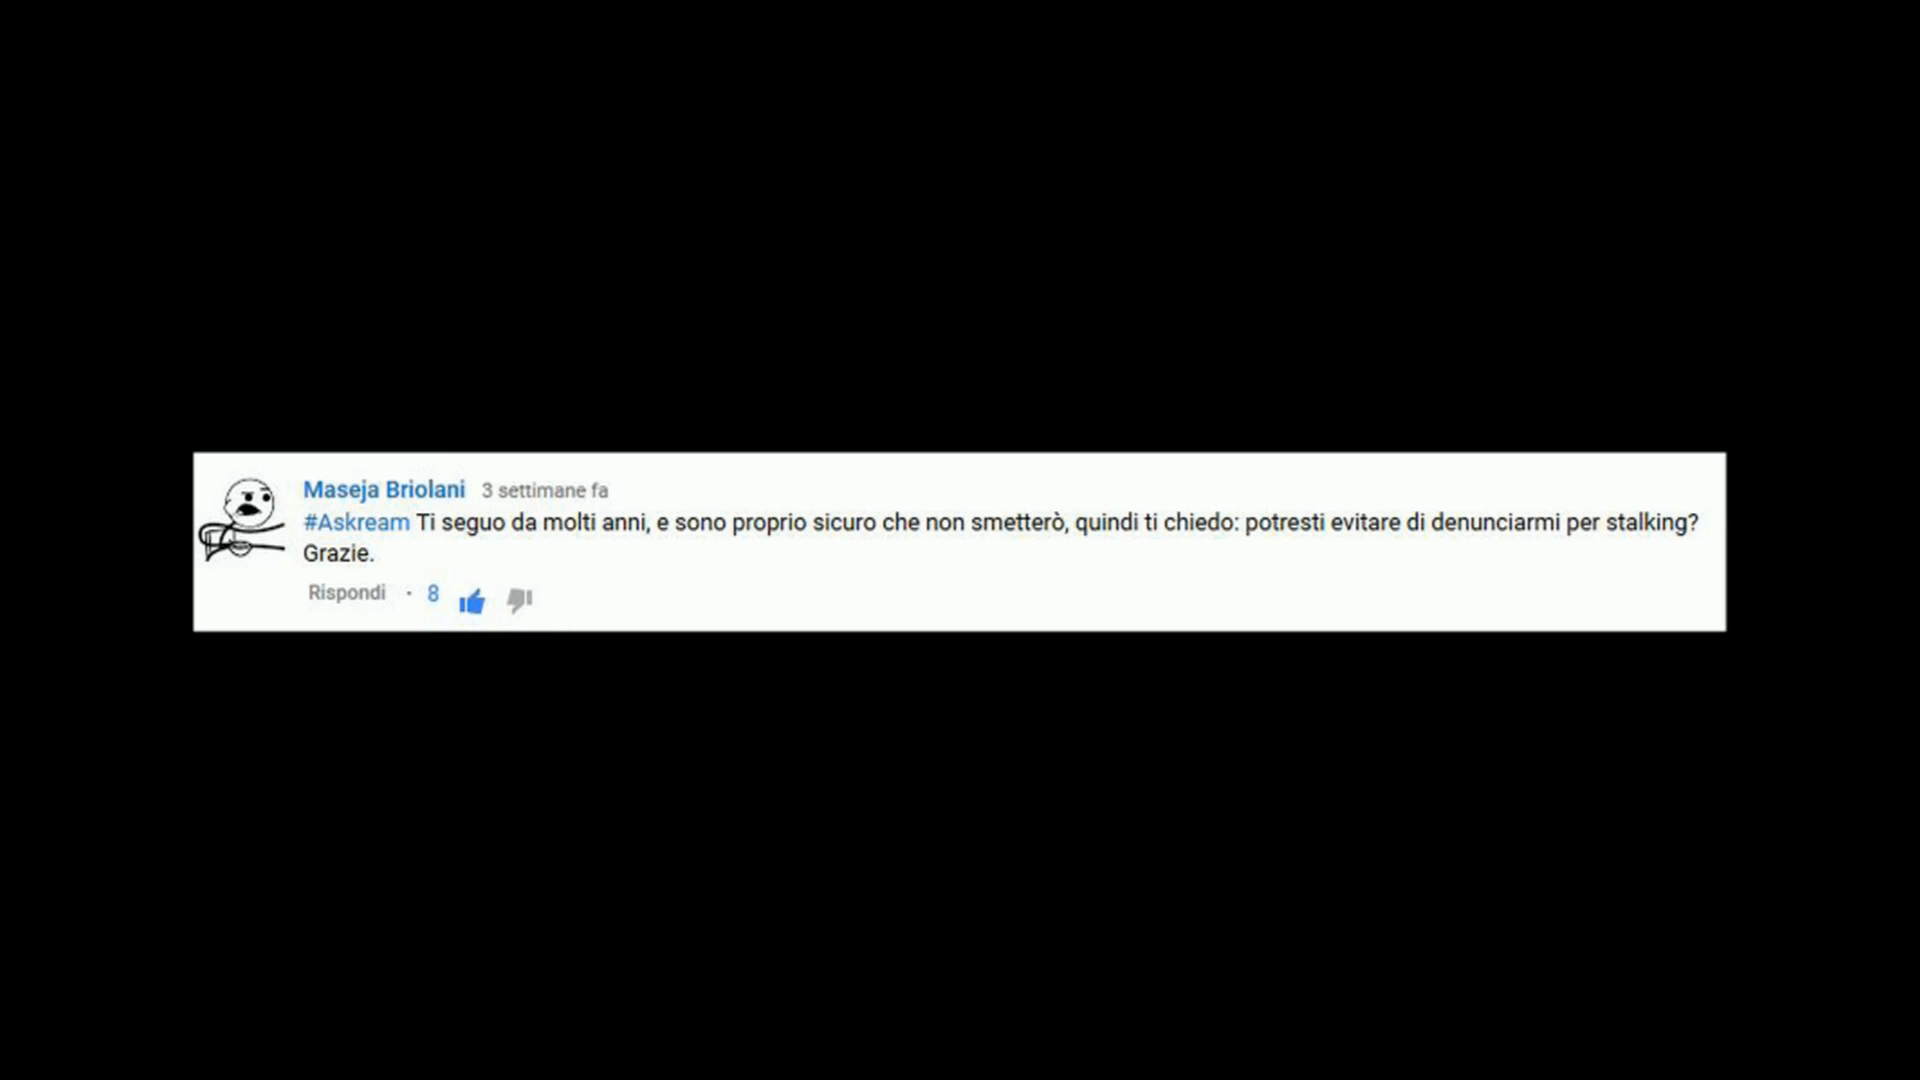 Maseja Briolani 3 settimane fa
#Askream Ti seguo da molti anni, e sono proprio sicuro che non smetterò, quindi ti chiedo: potresti evitare di denunciarmi per stalking?
Grazie.
Rispondi · 8